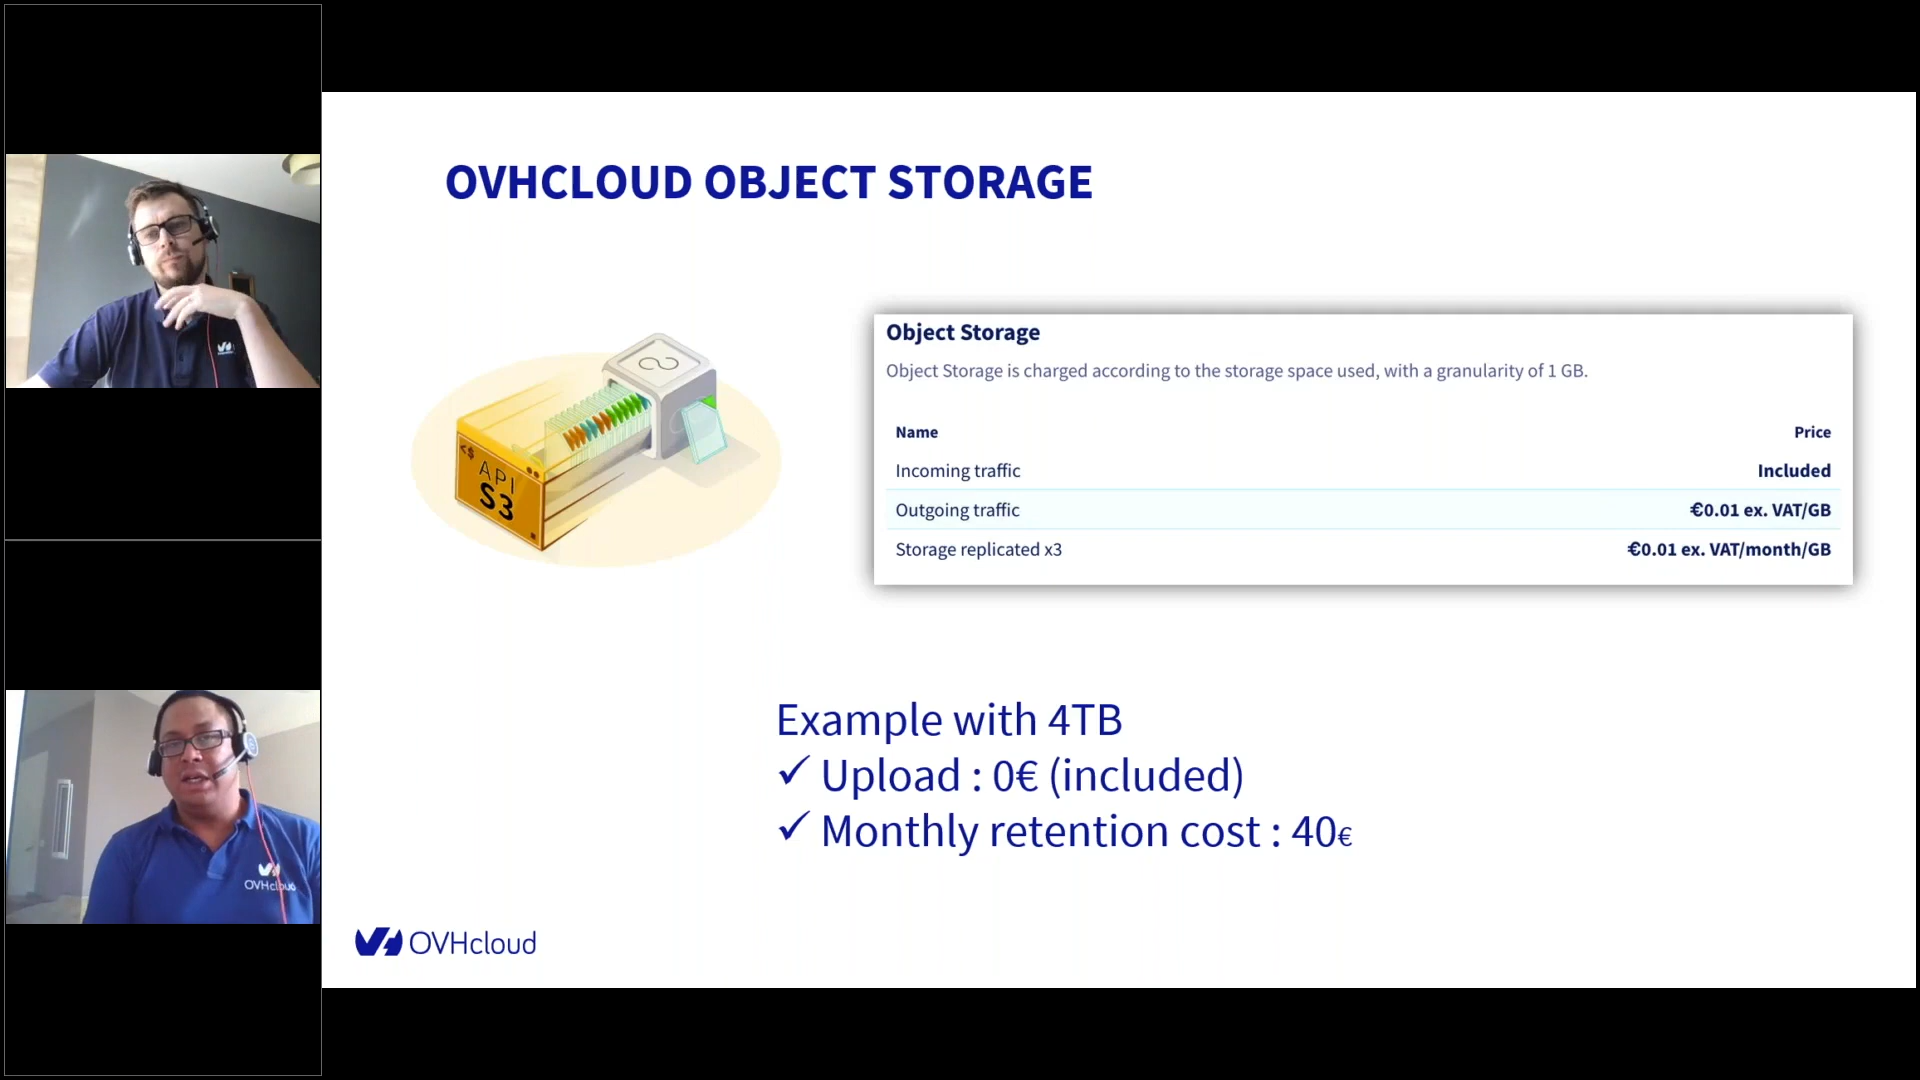 OVHCLOUD OBJECT STORAGE
<$
API
S3
Object Storage
Object Storage is charged according to the storage space used, with a granularity of 1 GB.
Name Price
Incoming traffic Included
Outgoing traffic €0.01 ex. VAT/GB
Storage replicated x3 €0.01 ex. VAT/month/GB
Example with 4TB
✓ Upload : 0€ (included)
✓ Monthly retention cost : 40€
OVHcloud
OVHcloud